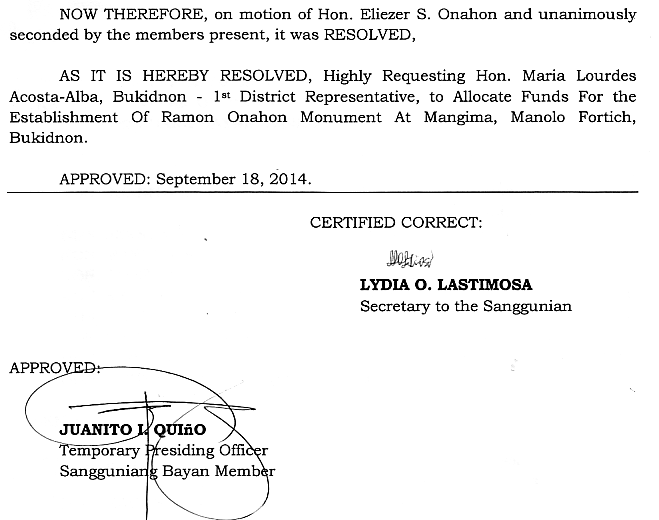 NOW THEREFORE, on motion of Hon. Eliezer S. Onahon and unanimously
seconded by the members present, it was RESOLVED,
AS IT IS HEREBY RESOLVED, Highly Requesting Hon. Maria Lourdes
Acosta-Alba, Bukidnon - 1st District Representative, to Allocate Funds For the
Establishment Of Ramon Onahon Monument At Mangima, Manolo Fortich,
Bukidnon.
APPROVED: September 18, 2014.
CERTIFIED CORRECT:
LYDIA O. LASTIMOSA
Secretary to the Sanggunian
APPROVED:
JUANITO I. QUIñO
Temporary Presiding Officer
Sangguniang Bayan Member